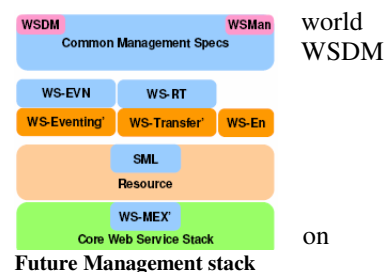 WSDM WSMan
Common Management Specs
WS-EVN WS-RT
WS-Eventing' WS-Transfer' WS-En
SML
Resource
WS-MEX'
Core Web Service Stack
Future Management stack
world
WSDM
on